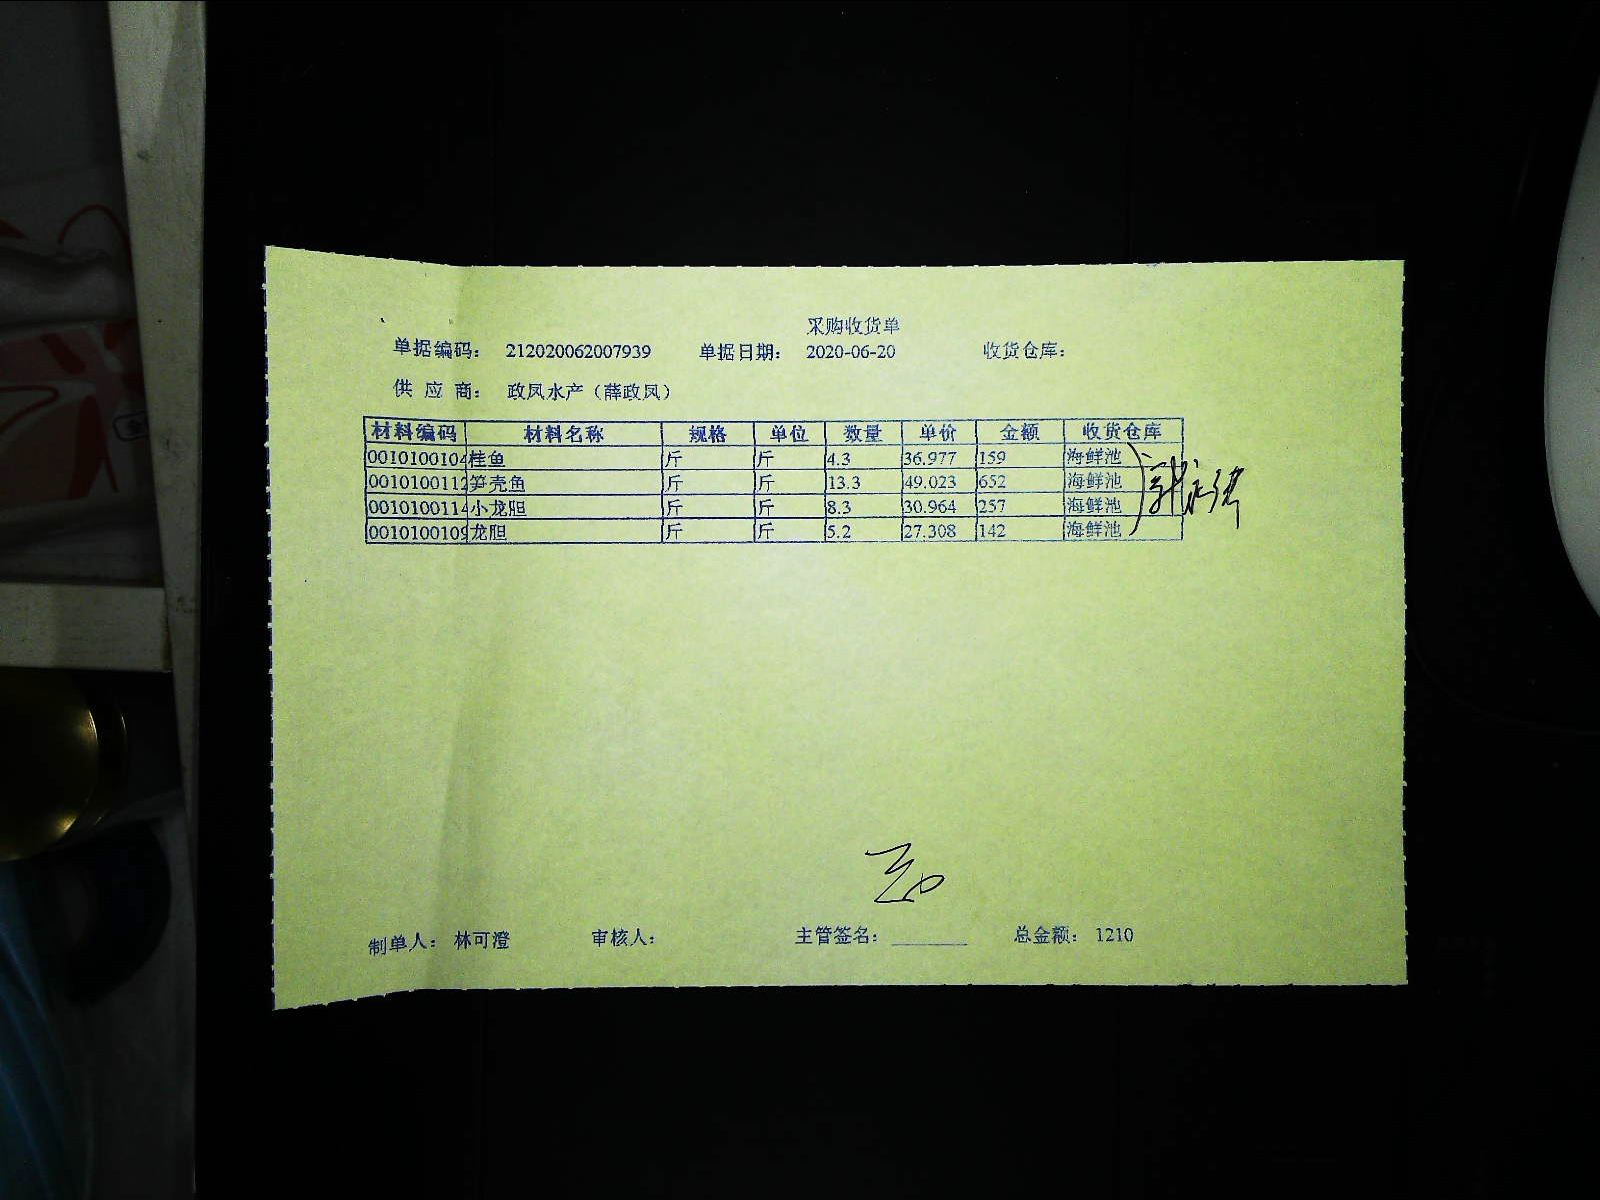 采购收货单
单据编码： 212020062007939 单据日期： 2020-06-20 收货仓库：
供 应 商： 政凤水产（薛政凤）
材料编码 材料名称 规格 单位 数量 单价 金额 收货仓库
0010100104 桂鱼 斤 斤 4.3 36.977 159 海鲜池
0010100112 笋壳鱼 斤 斤 13.3 49.023 652 海鲜池
0010100114 小龙胆 斤 斤 8.3 30.964 257 海鲜池
0010100109 龙胆 斤 斤 5.2 27.308 142 海鲜池
制单人： 林可澄 审核人： 主管签名： 总金额： 1210